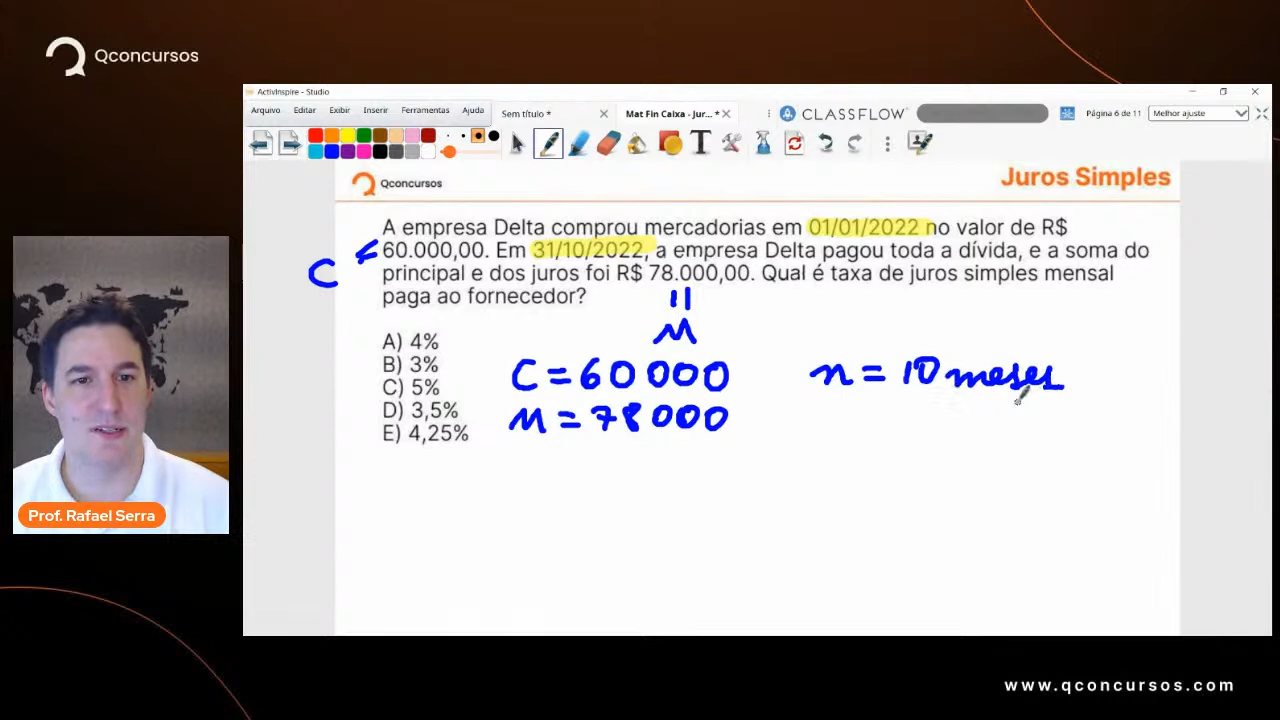 Qconcursos
ActivInspire - Studio
Arquivo Editar Exibir Inserir Ferramentas Ajuda
Sem título * Mat Fin Caixa - Jur... * CLASSFLOW Página 6 de 11 Melhor ajuste
Qconcursos
Juros Simples
A empresa Delta comprou mercadorias em 01/01/2022 no valor de R$
60.000,00. Em 31/10/2022, a empresa Delta pagou toda a dívida, e a soma do
C
principal e dos juros foi R$ 78.000,00. Qual é taxa de juros simples mensal
paga ao fornecedor?
M
A) 4%
B) 3%
C) 5%
D) 3,5%
E) 4,25%
C = 60000
n = 10 meses
M = 78000
Prof. Rafael Serra
www.qconcursos.com